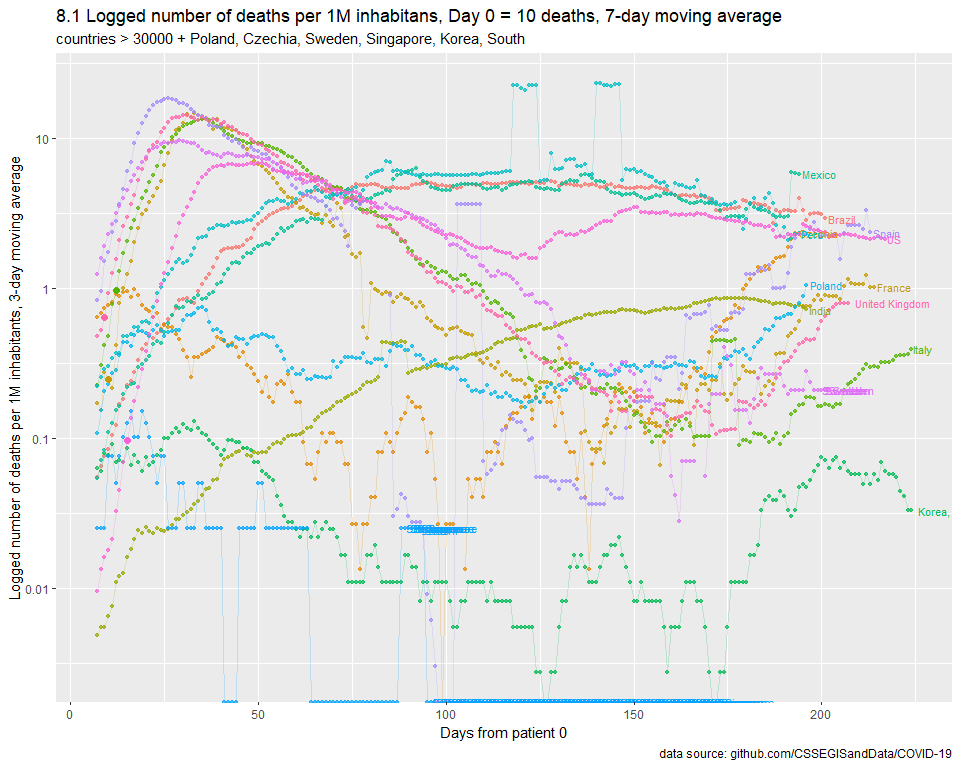 8.1 Logged number of deaths per 1M inhabitans, Day 0 = 10 deaths, 7-day moving average
countries > 30000 + Poland, Czechia, Sweden, Singapore, Korea, South
Logged number of deaths per 1M inhabitants, 3-day moving average
10
1
0.1
0.01
Mexico
Brazil
Spain
US
Poland
France
United Kingdom
India
Italy
Korea,
0
50
100
150
200
Days from patient 0
data source: github.com/CSSEGISandData/COVID-19